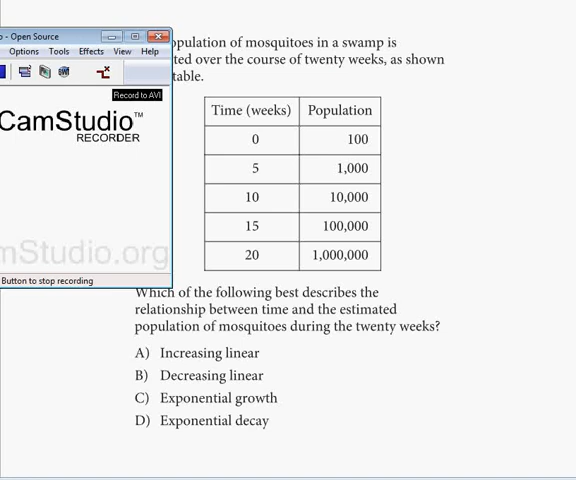 - Open Source
Options Tools Effects View Help
Record to AVI
CamStudio™
RECORDER
mStudio.org
Button to stop recording
opulation of mosquitoes in a swamp is
ted over the course of twenty weeks, as shown
table.
Time (weeks) Population
0 100
5 1,000
10 10,000
15 100,000
20 1,000,000
Which of the following best describes the
relationship between time and the estimated
population of mosquitoes during the twenty weeks?
A) Increasing linear
B) Decreasing linear
C) Exponential growth
D) Exponential decay